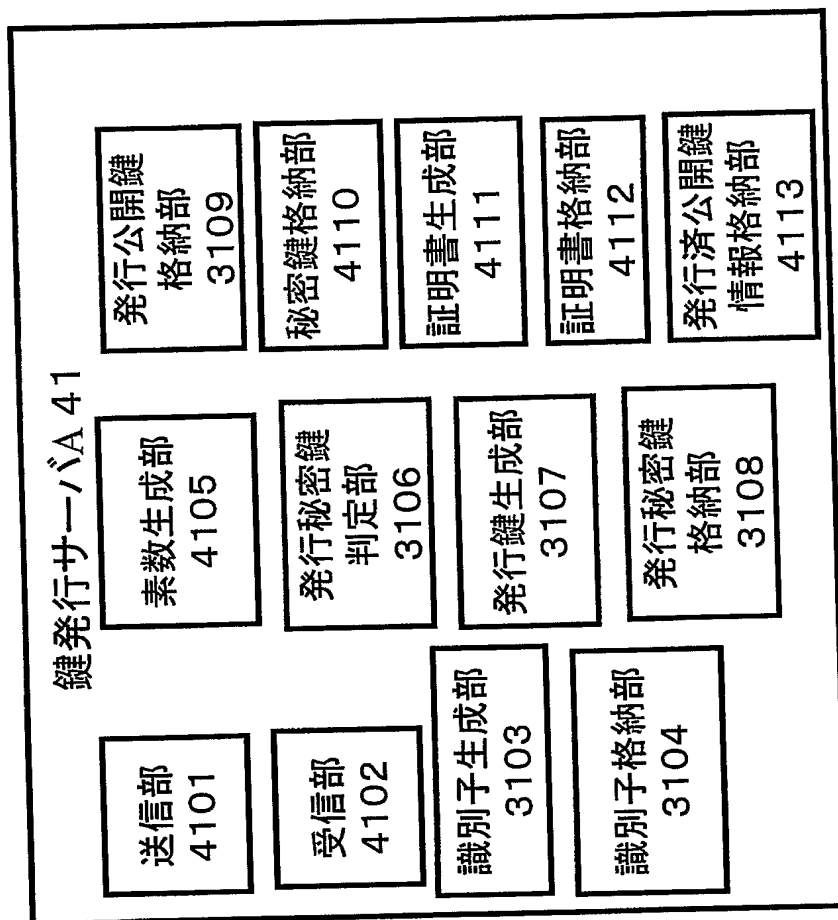 鍵発行サーバA 41
送信部
4101
受信部
4102
識別子生成部
3103
識別子格納部
3104
素数生成部
4105
発行秘密鍵
判定部
3106
発行鍵生成部
3107
発行秘密鍵
格納部
3108
発行公開鍵
格納部
3109
秘密鍵格納部
4110
証明書生成部
4111
証明書格納部
4112
発行済公開鍵
情報格納部
4113